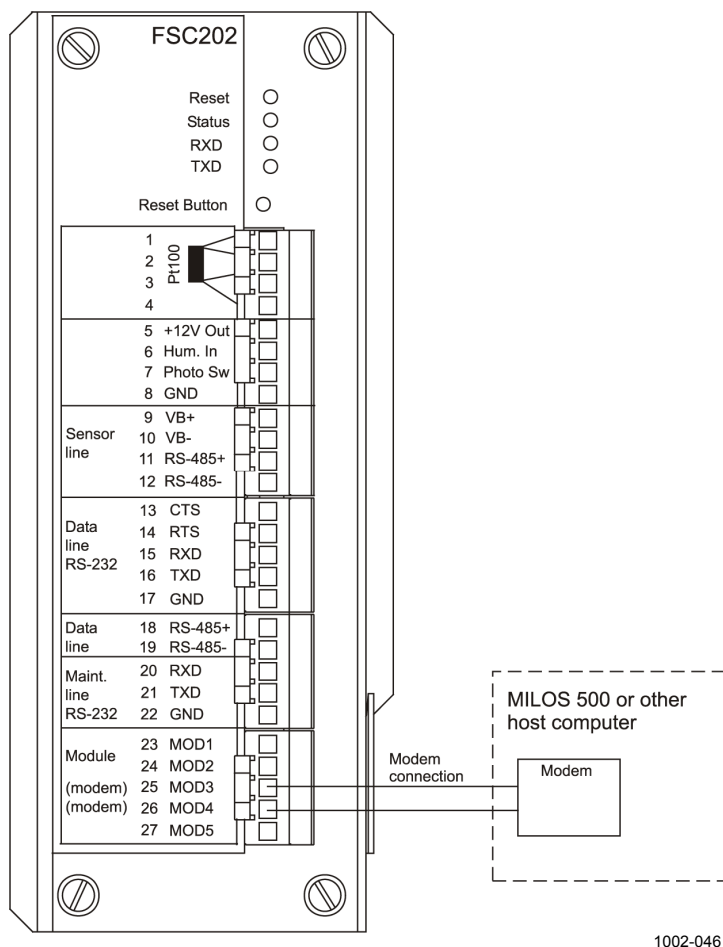 FSC202
Reset
Status
RXD
TXD
Reset Button
1
2
3
4
Pt100
5 +12V Out
6 Hum. In
7 Photo Sw
8 GND
Sensor
line
9 VB+
10 VB-
11 RS-485+
12 RS-485-
Data
line
RS-232
13 CTS
14 RTS
15 RXD
16 TXD
17 GND
Data
line
18 RS-485+
19 RS-485-
Maint.
line
RS-232
20 RXD
21 TXD
22 GND
Module
(modem)
(modem)
23 MOD1
24 MOD2
25 MOD3
26 MOD4
27 MOD5
Modem
connection
MILOS 500 or other
host computer
Modem
1002-046